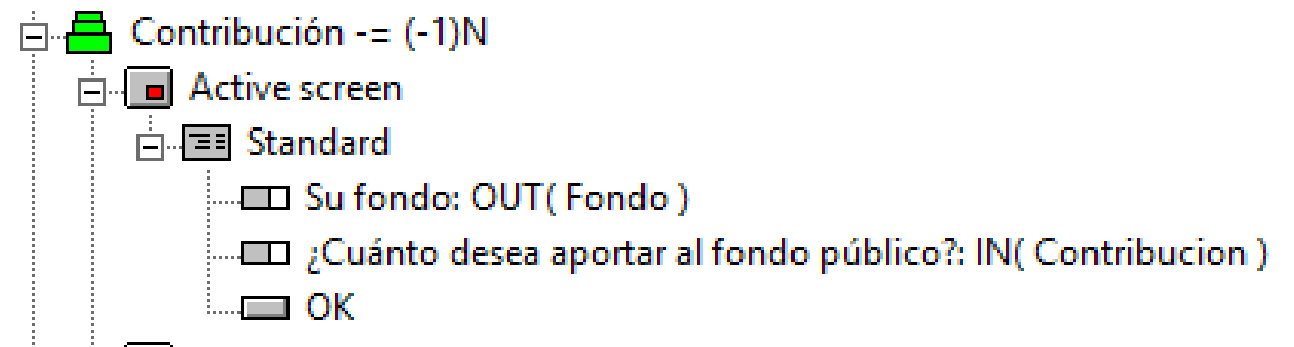 Contribución -= (-1)N
Active screen
Standard
Su fondo: OUT( Fondo )
¿Cuánto desea aportar al fondo público?: IN( Contribucion )
OK